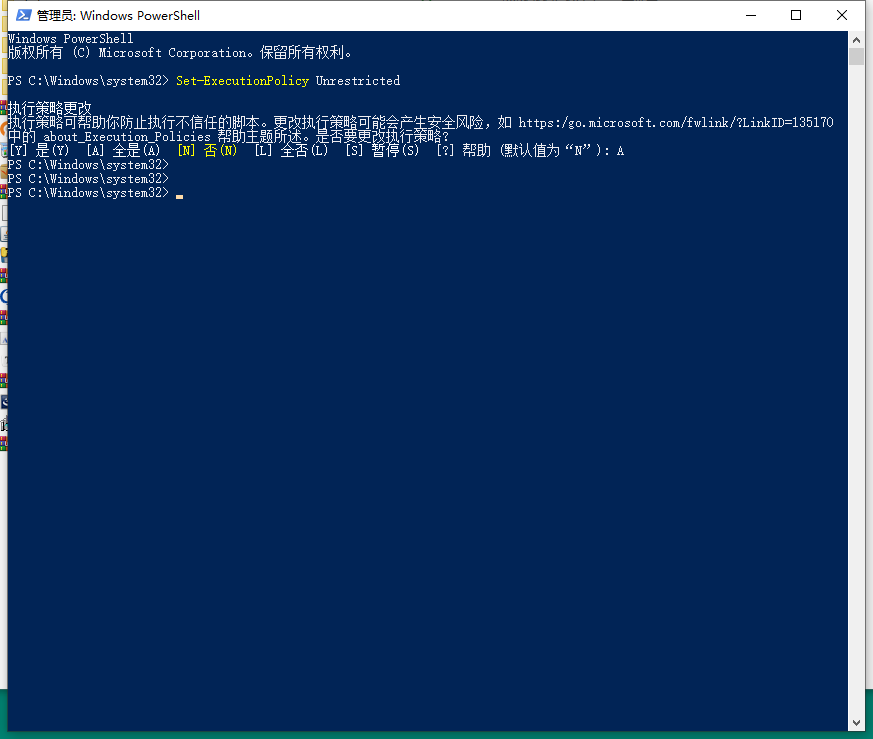 管理员: Windows PowerShell
Windows PowerShell
版权所有 (C) Microsoft Corporation。保留所有权利。
PS C:\Windows\system32> Set-ExecutionPolicy Unrestricted
执行策略更改
执行策略可帮助你防止执行不信任的脚本。更改执行策略可能会产生安全风险，如 https:/go.microsoft.com/fwlink/?LinkID=135170
中的 about_Execution_Policies 帮助主题所述。是否要更改执行策略?
[Y] 是(Y)  [A] 全是(A)  [N] 否(N)  [L] 全否(L)  [S] 暂停(S)  [?] 帮助 (默认值为“N”): A
PS C:\Windows\system32>
PS C:\Windows\system32>
PS C:\Windows\system32>